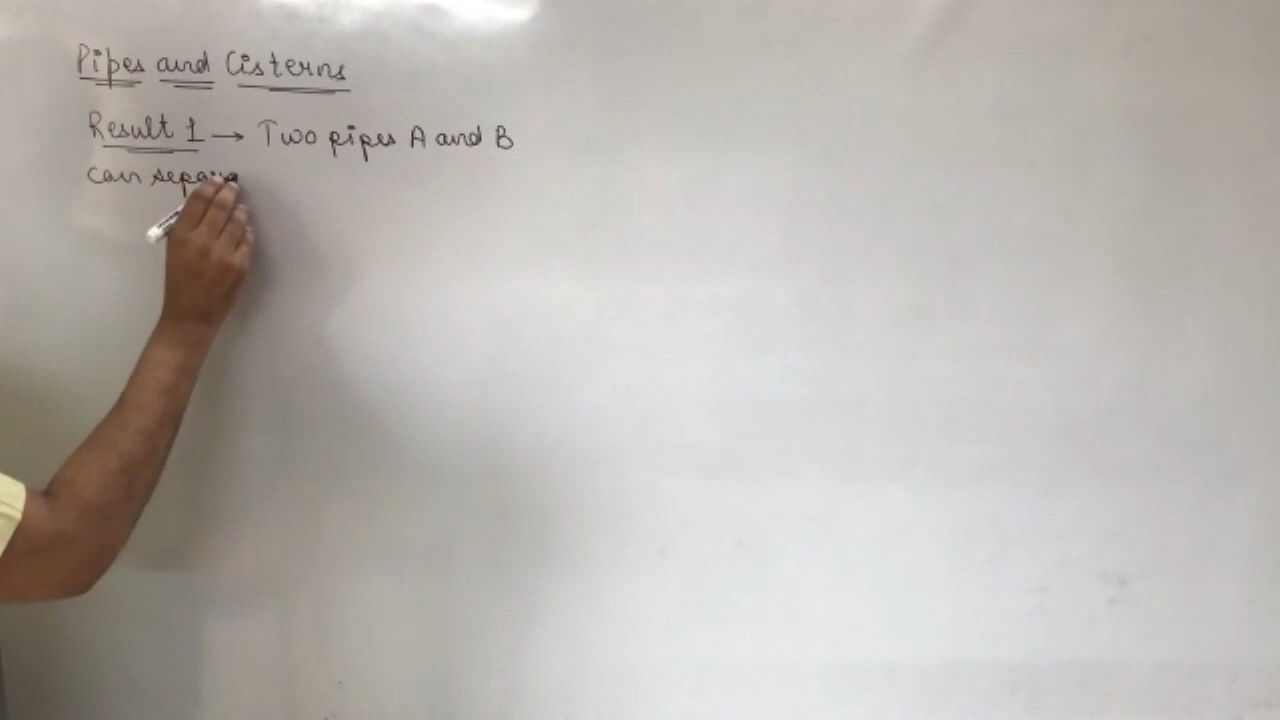 Pipes and Cisterns
Result 1 → Two pipes A and B
can